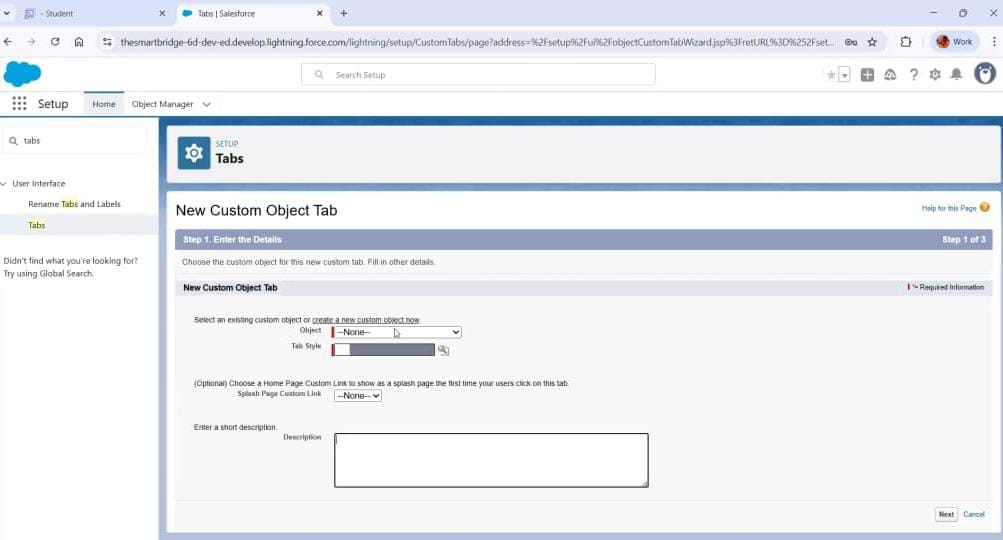 - Student
Tabs | Salesforce
thesmartbridge-6d-dev-ed.develop.lightning.force.com/lightning/setup/CustomTabs/page?address=%2Fsetup%2Fui%2FobjectCustomTabWizard.jsp%3FretURL%3D%252Fset...
Work
Search Setup
Setup
Home
Object Manager
tabs
User Interface
Rename Tabs and Labels
Tabs
Didn't find what you're looking for?
Try using Global Search.
SETUP
Tabs
New Custom Object Tab
Help for this Page
Step 1. Enter the Details
Step 1 of 3
Choose the custom object for this new custom tab. Fill in other details.
New Custom Object Tab
= Required Information
Select an existing custom object or create a new custom object now.
Object
--None--
Tab Style
(Optional) Choose a Home Page Custom Link to show as a splash page the first time your users click on this tab.
Splash Page Custom Link
--None--
Enter a short description.
Description
Next
Cancel